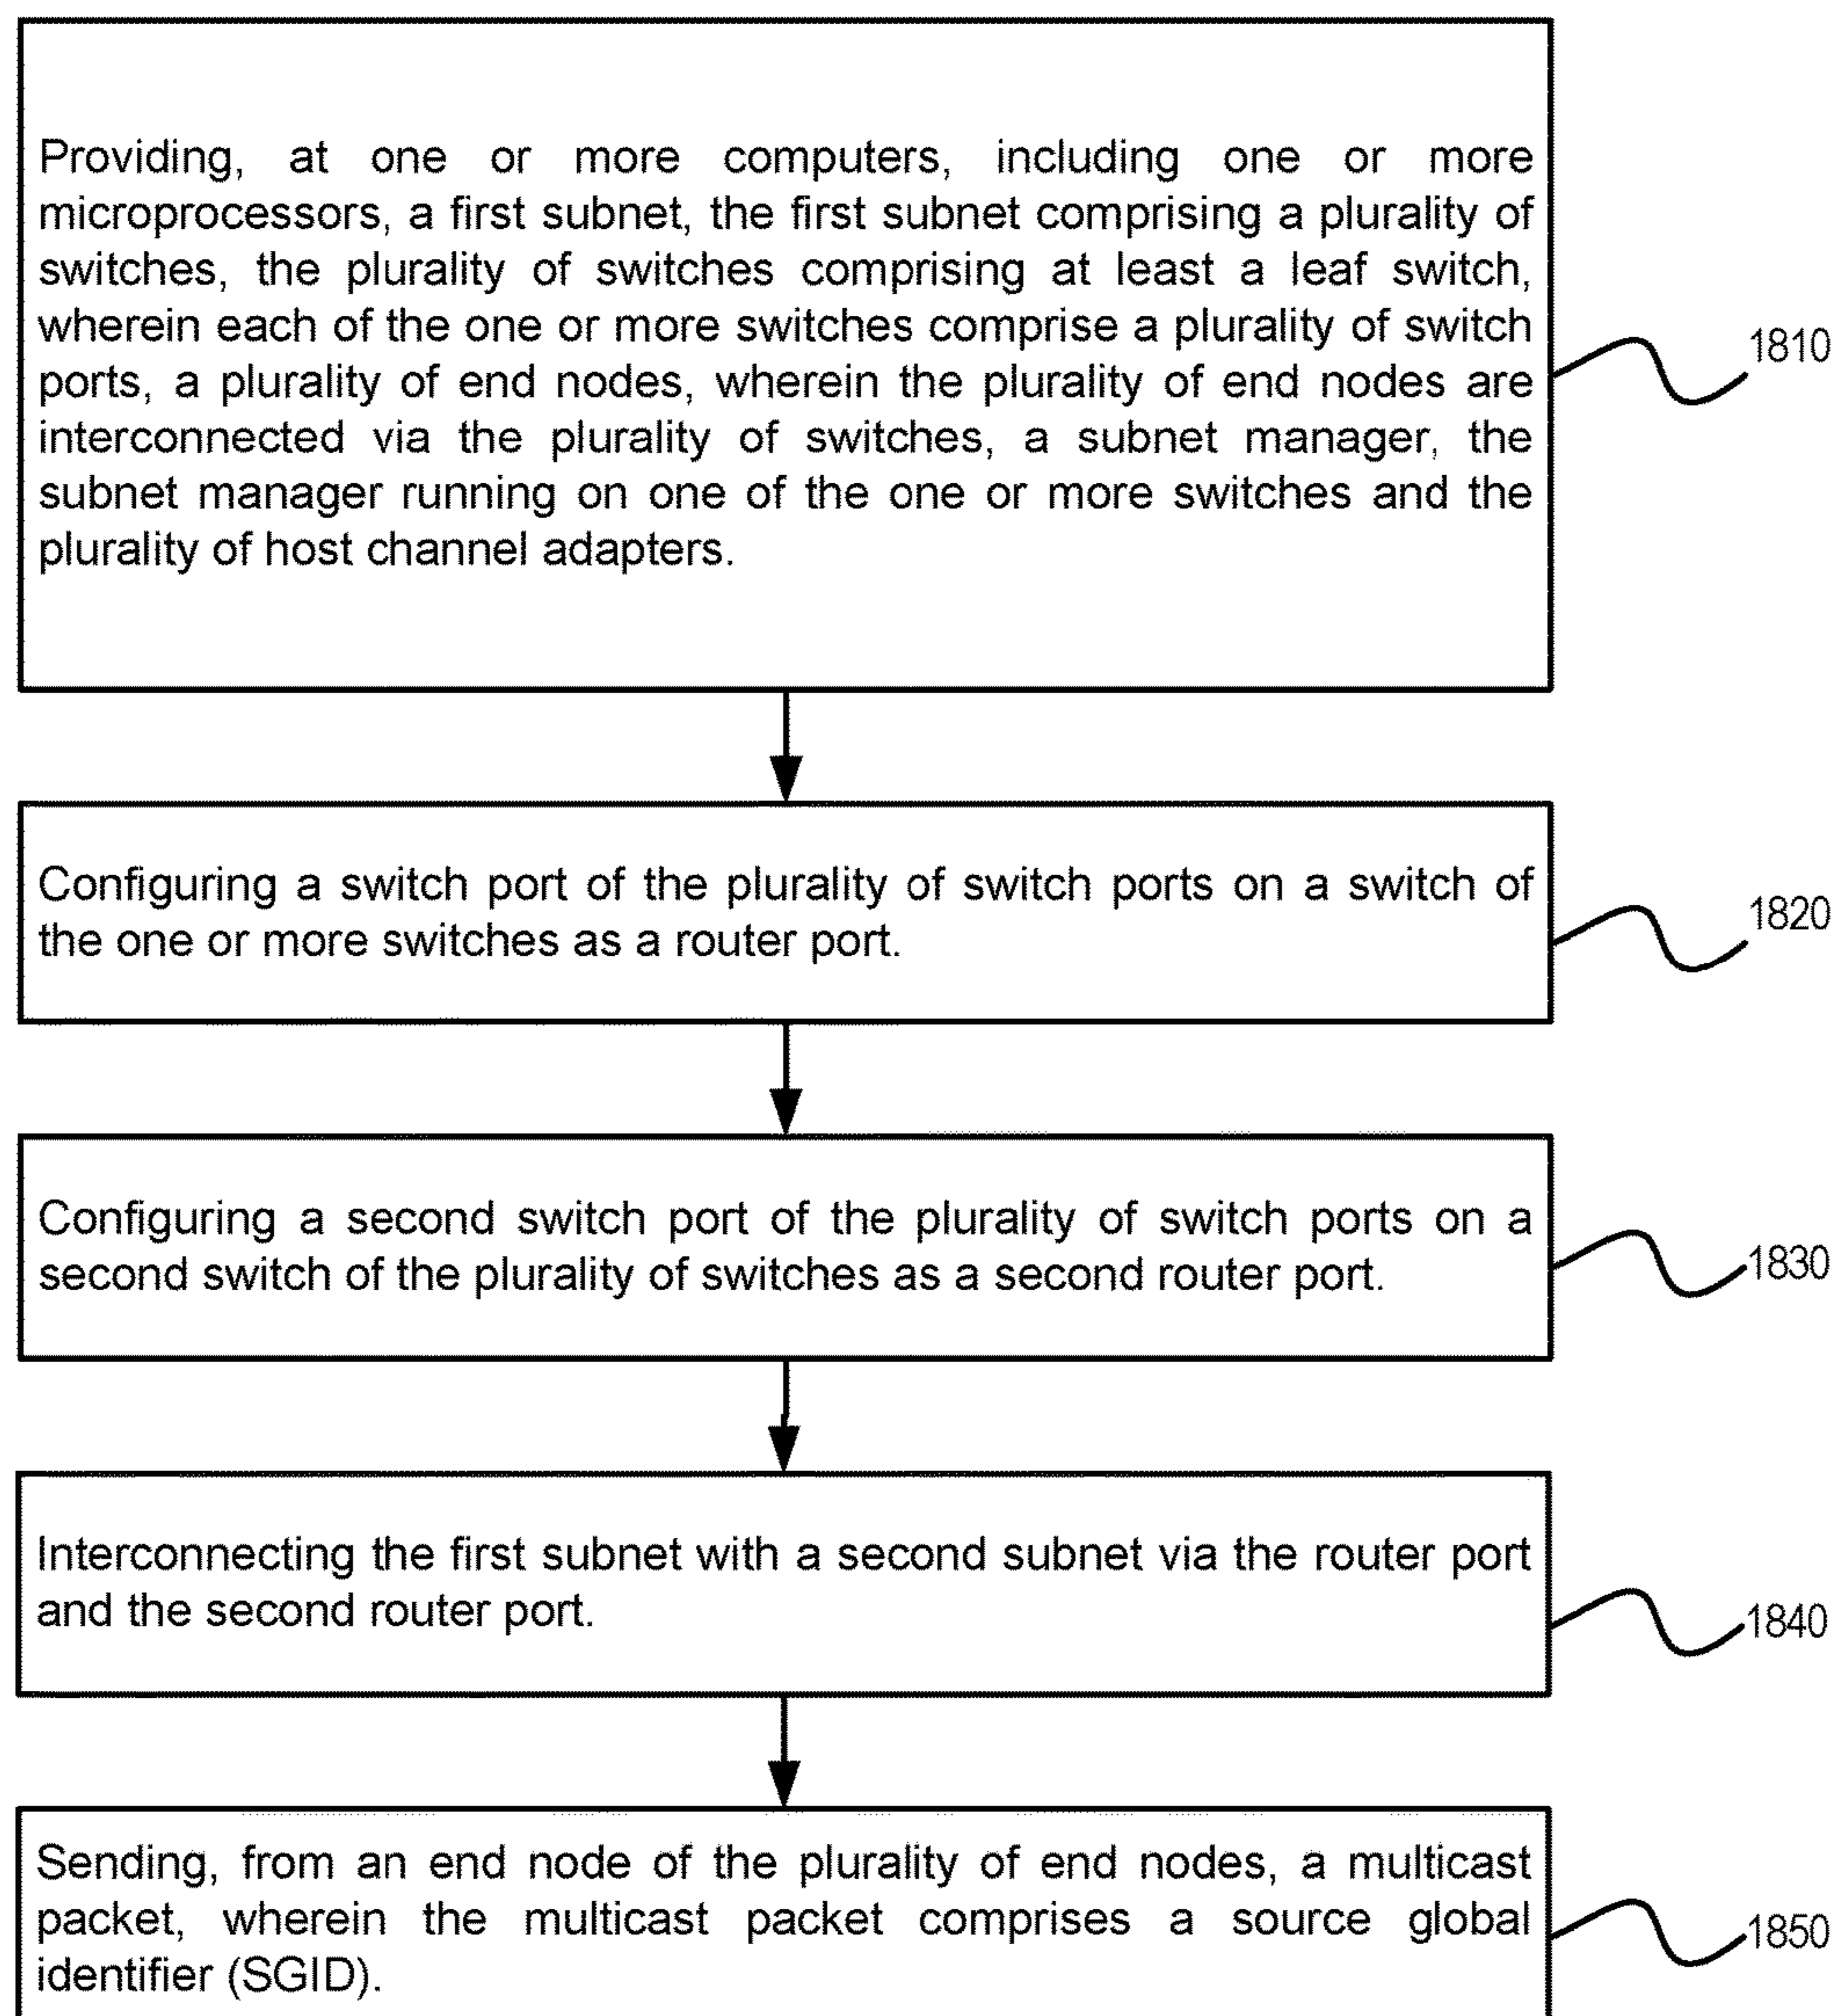 Providing, at one or more computers, including one or more
microprocessors, a first subnet, the first subnet comprising a plurality of
switches, the plurality of switches comprising at least a leaf switch,
wherein each of the one or more switches comprise a plurality of switch
ports, a plurality of end nodes, wherein the plurality of end nodes are
interconnected via the plurality of switches, a subnet manager, the
subnet manager running on one of the one or more switches and the
plurality of host channel adapters.
1810
Configuring a switch port of the plurality of switch ports on a switch of
the one or more switches as a router port.
1820
Configuring a second switch port of the plurality of switch ports on a
second switch of the plurality of switches as a second router port.
1830
Interconnecting the first subnet with a second subnet via the router port
and the second router port.
1840
Sending, from an end node of the plurality of end nodes, a multicast
packet, wherein the multicast packet comprises a source global
identifier (SGID).
1850